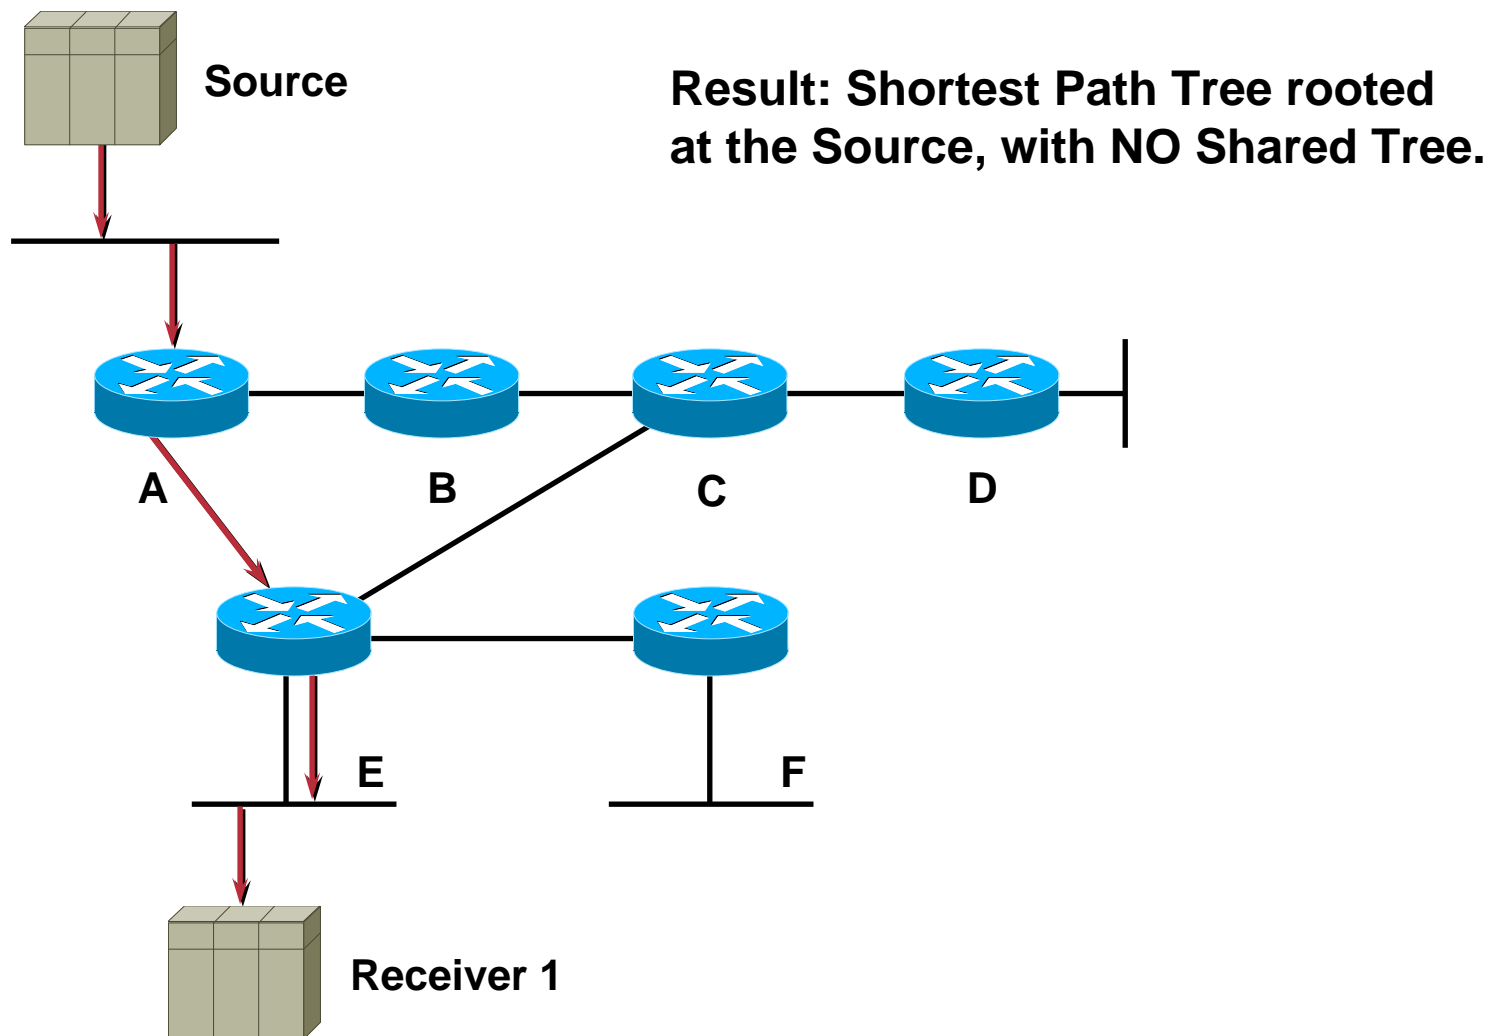 Source
Result: Shortest Path Tree rooted
at the Source, with NO Shared Tree.
A
B
C
D
E
F
Receiver 1